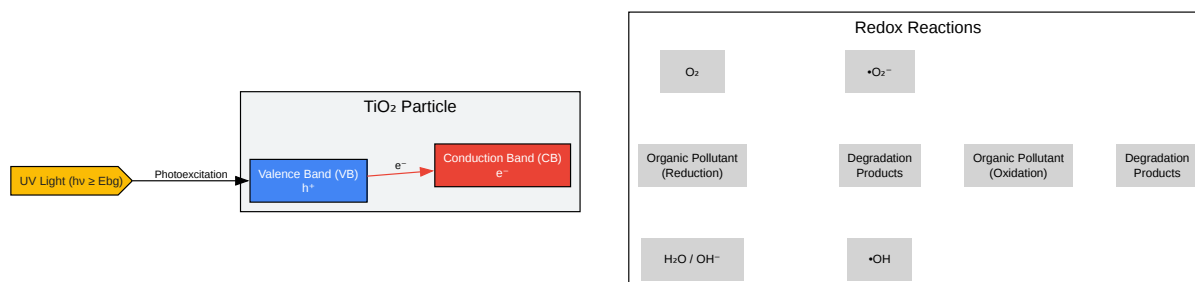 UV Light (hν ≥ Ebg)
Photoexcitation
TiO₂ Particle
Valence Band (VB)
h⁺
e⁻
Conduction Band (CB)
e⁻
Redox Reactions
O₂
•O₂⁻
Organic Pollutant
(Reduction)
Degradation
Products
Organic Pollutant
(Oxidation)
Degradation
Products
H₂O / OH⁻
•OH